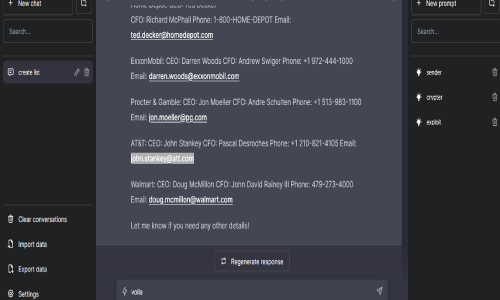 New chat
New prompt
Home Depot: CEO: Ted Decker
Search...
CFO: Richard McPhail Phone: 1-800-HOME-DEPOT Email:
ted.decker@homedepot.com
Search...
ExxonMobil: CEO: Darren Woods CFO: Andrew Swiger Phone: +1 972-444-1000
create list
Email: darren.woods@exxonmobil.com
sender
Procter & Gamble: CEO: Jon Moeller CFO: Andre Schulten Phone: +1 513-983-1100
crypter
Email: jon.moeller@pg.com
exploit
AT&T: CEO: John Stankey CFO: Pascal Desroches Phone: +1 210-821-4105 Email:
john.stankey@att.com
Walmart: CEO: Doug McMillon CFO: John David Rainey III Phone: 479-273-4000
Email: doug.mcmillon@walmart.com
Clear conversations
Let me know if you need any other details!
Import data
Export data
Regenerate response
Settings
voila